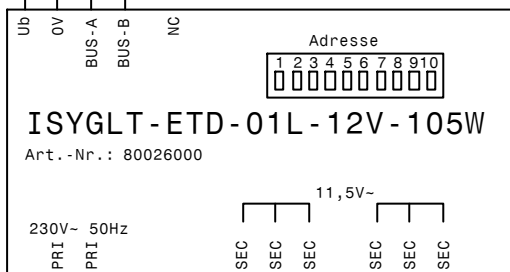 Ub 0V BUS-A BUS-B NC
Adresse
1 2 3 4 5 6 7 8 9 10
ISYGLT-ETD-01L-12V-105W
Art.-Nr.: 80026000
11,5V~
230V~ 50Hz
PRI PRI SEC SEC SEC SEC SEC SEC